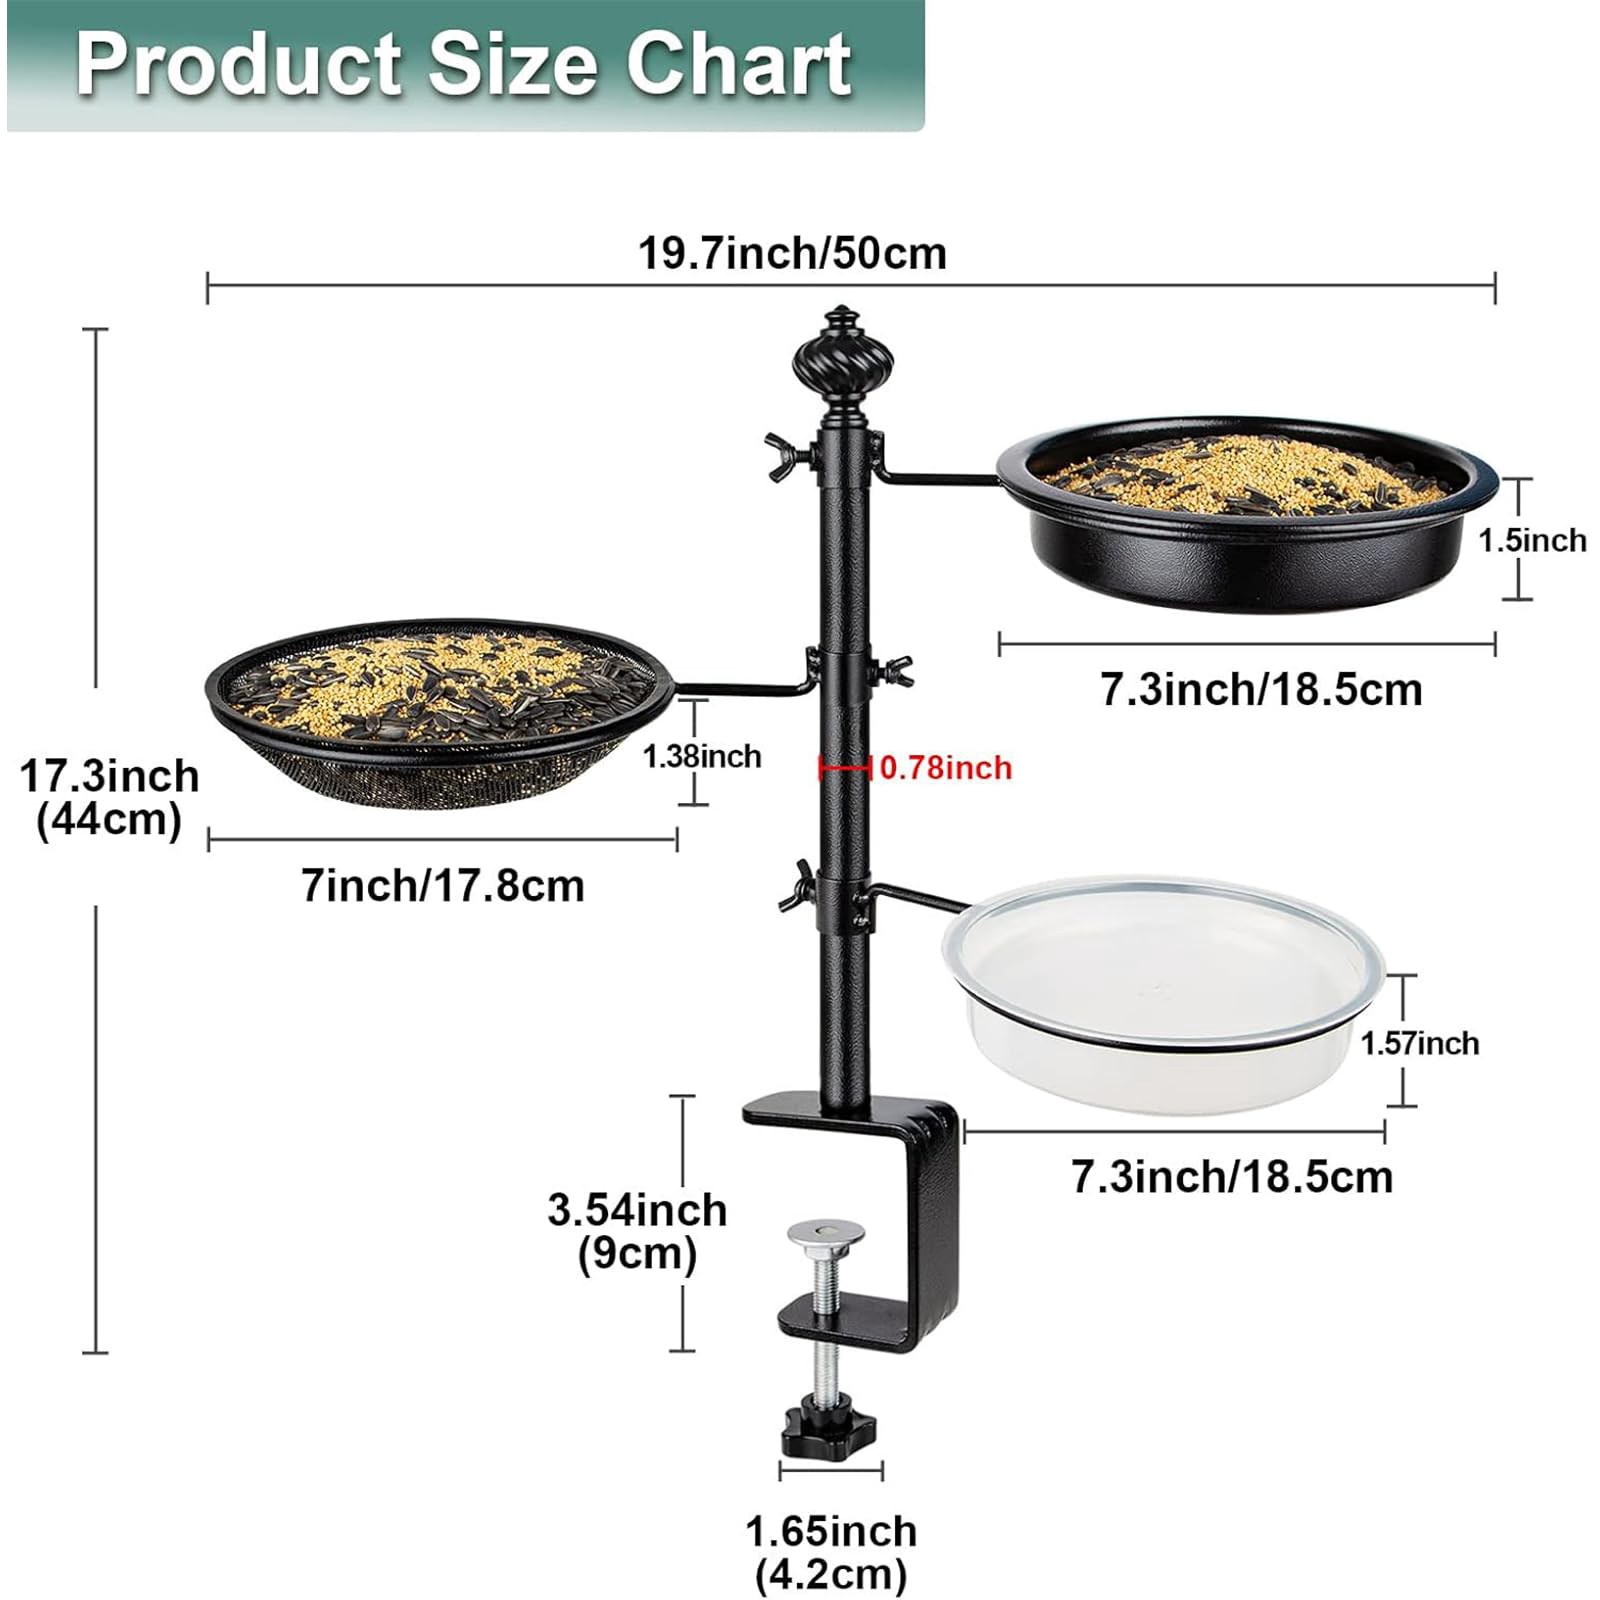 Product Size Chart
19.7inch/50cm
1.5inch
7.3inch/18.5cm
1.38inch
0.78inch
17.3inch
(44cm)
7inch/17.8cm
1.57inch
7.3inch/18.5cm
3.54inch
(9cm)
1.65inch
(4.2cm)